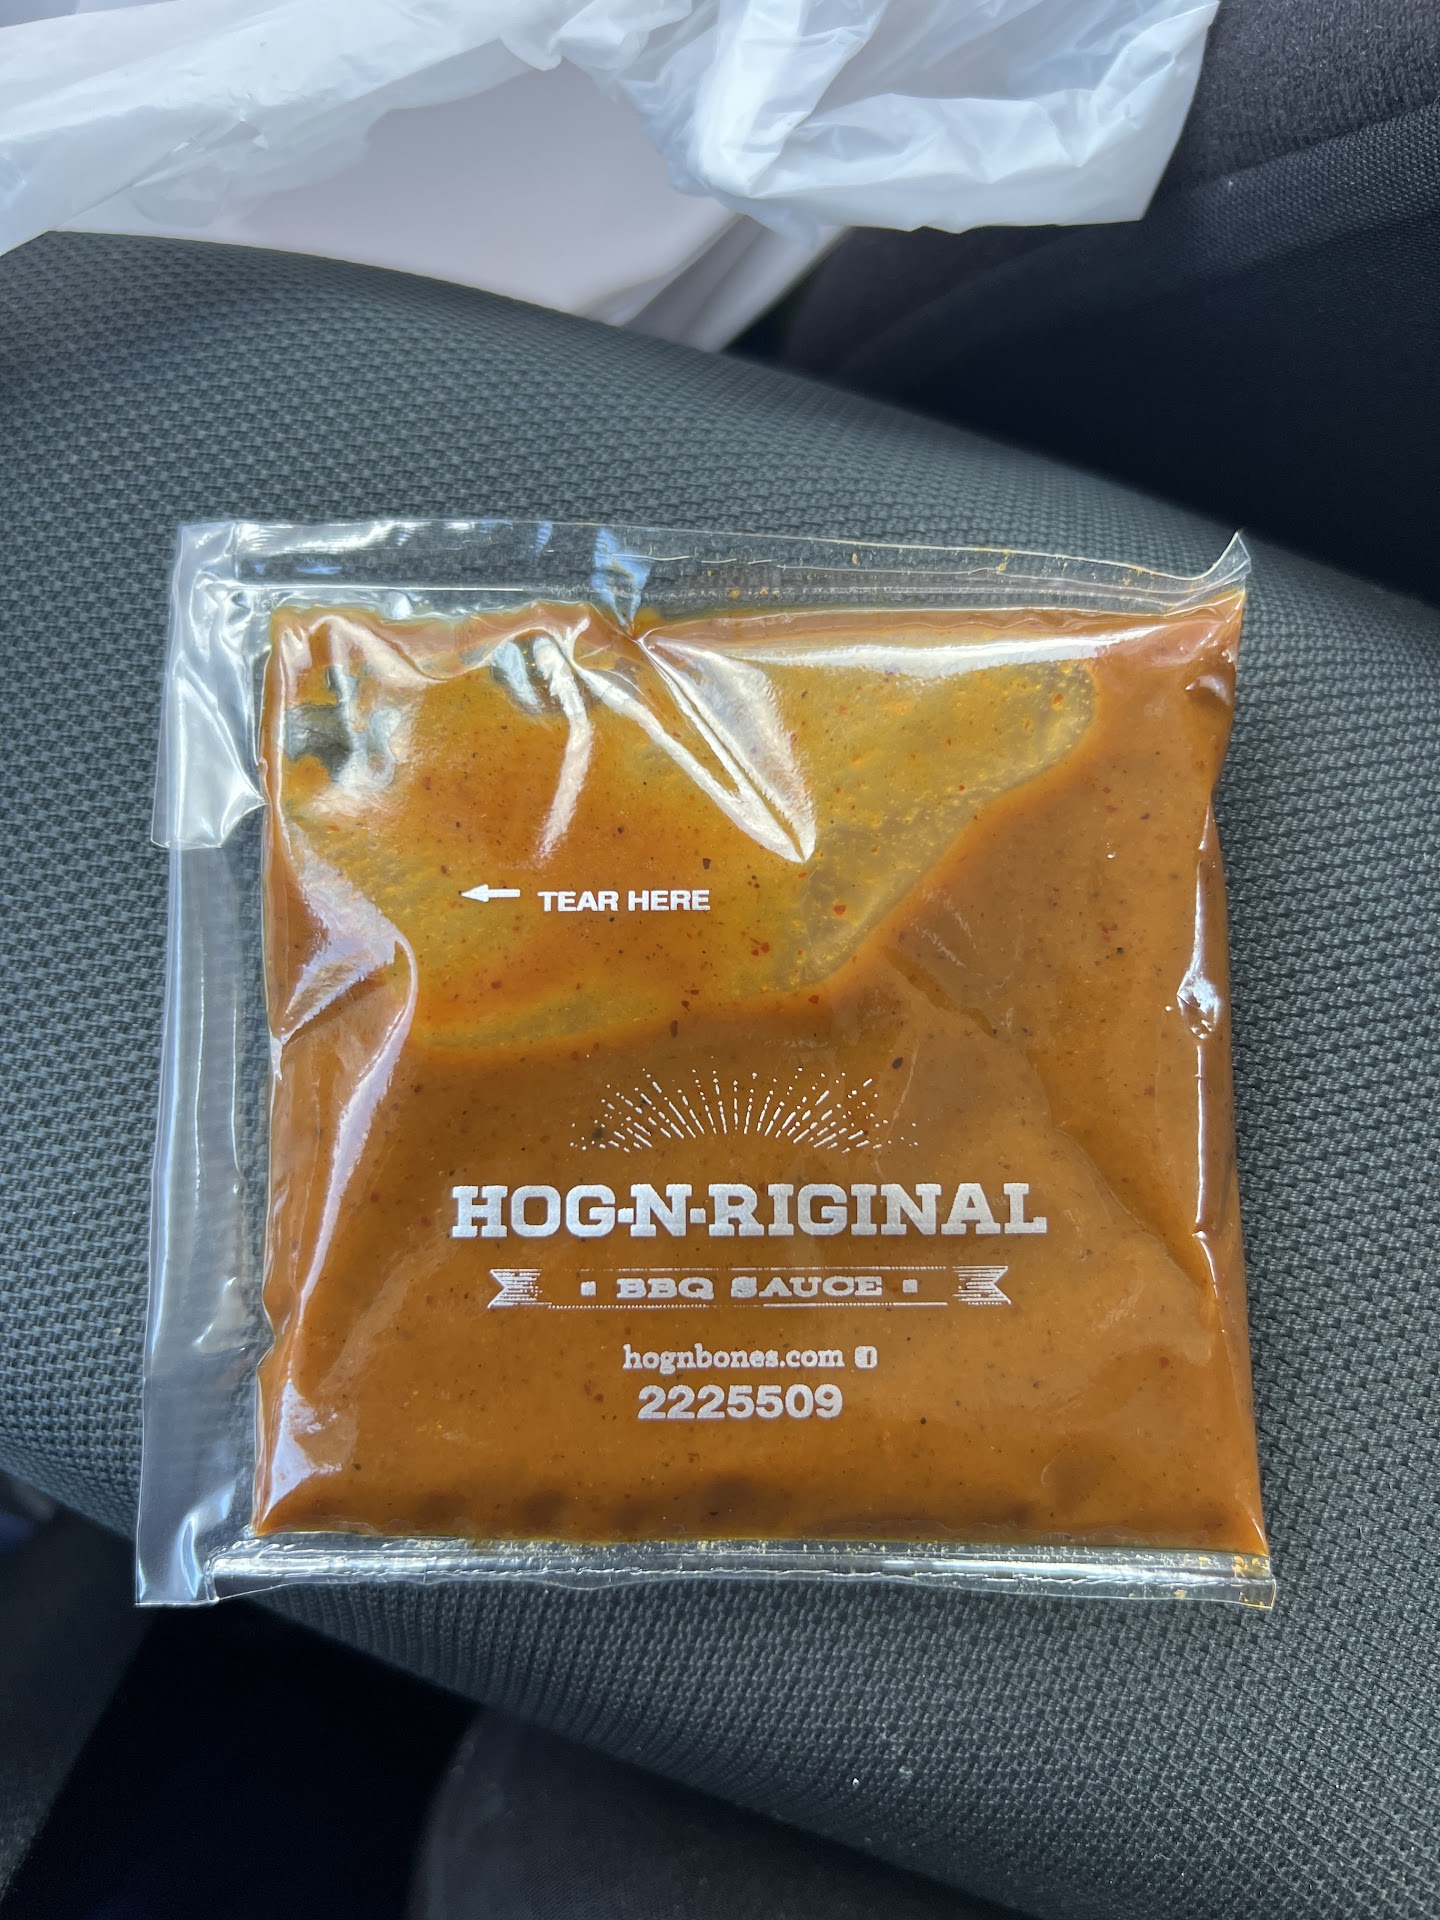 TEAR HERE
HOG-N-RIGINAL
BBQ SAUCE
hognbones.com
2225509